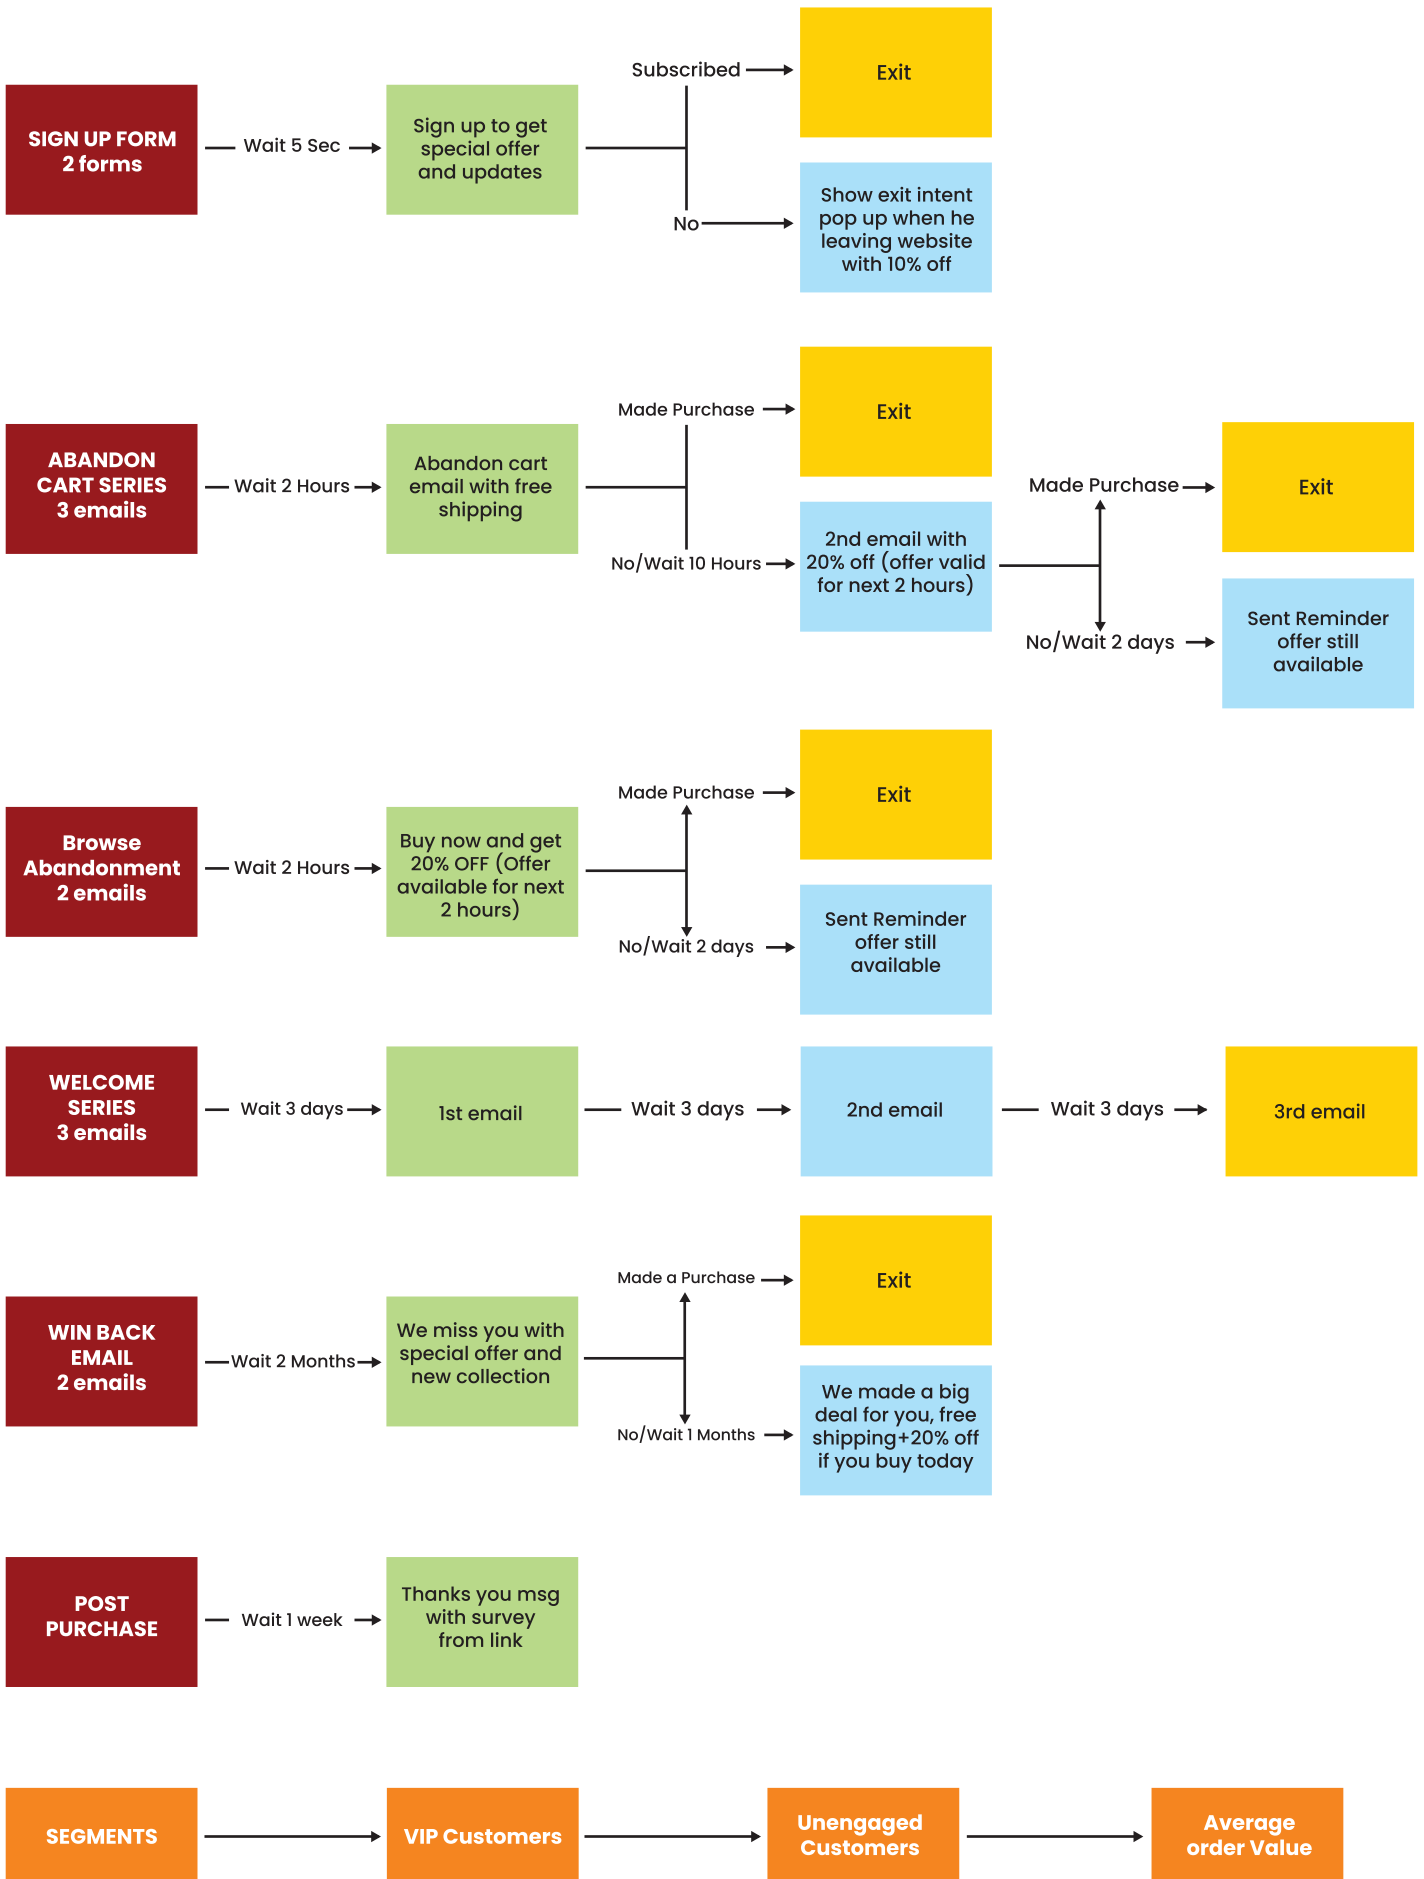 SIGN UP FORM
2 forms
Wait 5 Sec
Sign up to get
special offer
and updates
Subscribed
Exit
No
Show exit intent
pop up when he
leaving website
with 10% off
ABANDON
CART SERIES
3 emails
Wait 2 Hours
Abandon cart
email with free
shipping
Made Purchase
Exit
No/Wait 10 Hours
2nd email with
20% off (offer valid
for next 2 hours)
Made Purchase
Exit
No/Wait 2 days
Sent Reminder
offer still
available
Browse
Abandonment
2 emails
Wait 2 Hours
Buy now and get
20% OFF (Offer
available for next
2 hours)
Made Purchase
Exit
No/Wait 2 days
Sent Reminder
offer still
available
WELCOME
SERIES
3 emails
Wait 3 days
1st email
Wait 3 days
2nd email
Wait 3 days
3rd email
WIN BACK
EMAIL
2 emails
Wait 2 Months
We miss you with
special offer and
new collection
Made a Purchase
Exit
No/Wait 1 Months
We made a big
deal for you, free
shipping+20% off
if you buy today
POST
PURCHASE
Wait 1 week
Thanks you msg
with survey
from link
SEGMENTS
VIP Customers
Unengaged
Customers
Average
order Value